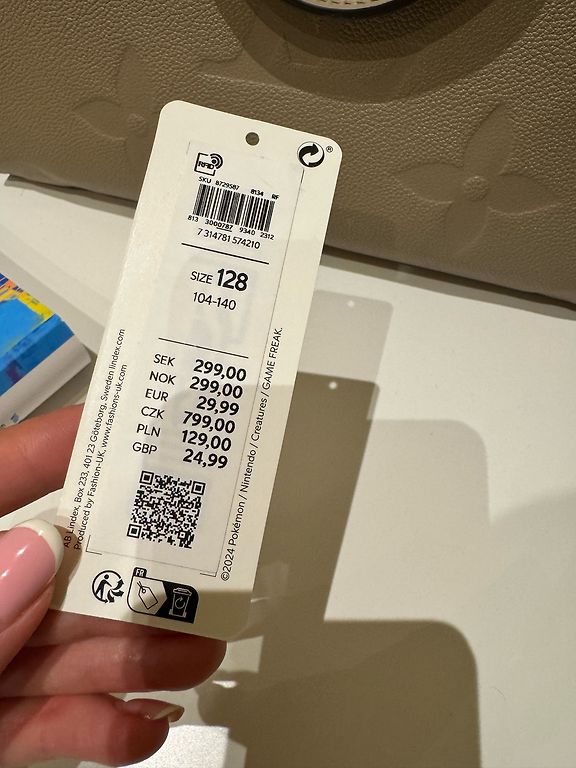 ®
RFID
SKU 8729587 8134 RF
813 3000787 9340 2312
7 314781 574210
SIZE 128
104-140
SEK 299,00
NOK 299,00
EUR 29,99
CZK 799,00
PLN 129,00
GBP 24,99
AB Lindex, Box 233, 401 23 Göteborg, Sweden lindex.com
Produced by Fashion-UK, www.fashions-uk.com
©2024 Pokémon / Nintendo / Creatures / GAME FREAK.
FR